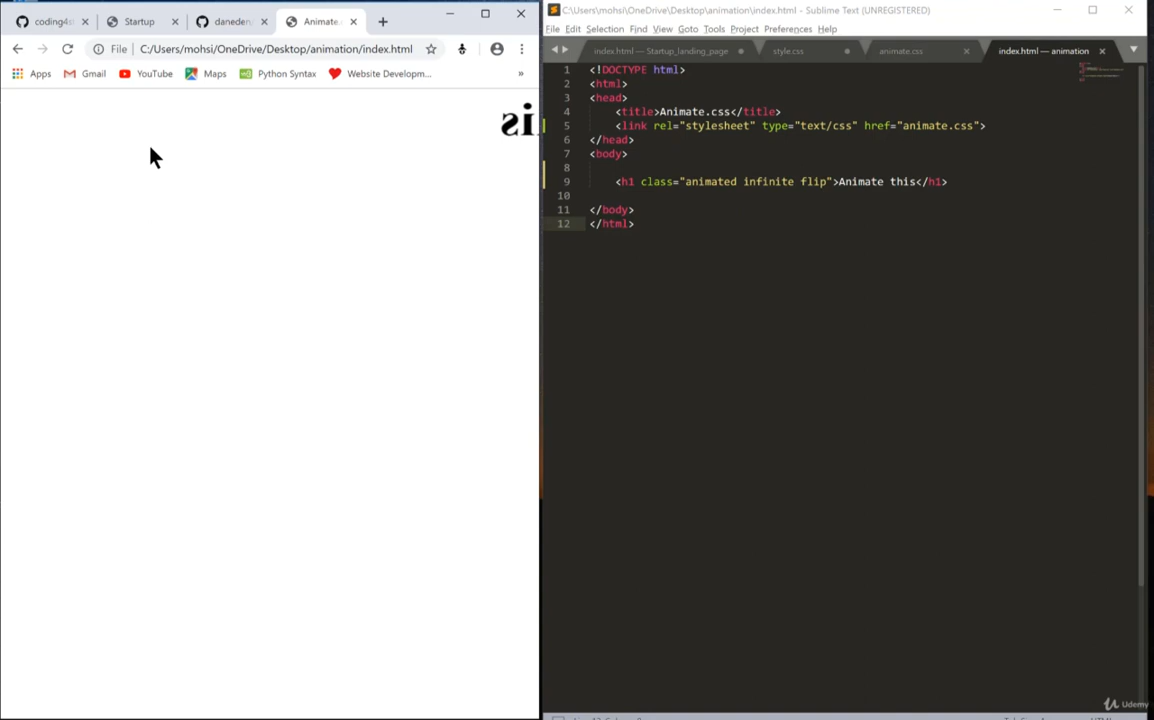 coding4s
Startup
daneden
Animate.
File
C:/Users/mohsi/OneDrive/Desktop/animation/index.html
Apps
Gmail
YouTube
Maps
Python Syntax
Website Developm...
»
is
C:\Users\mohsi\OneDrive\Desktop\animation\index.html - Sublime Text (UNREGISTERED)
File Edit Selection Find View Goto Tools Project Preferences Help
index.html — Startup_landing_page
style.css
animate.css
index.html — animation
1 <!DOCTYPE html>
2 <html>
3 <head>
4 <title>Animate.css</title>
5 <link rel="stylesheet" type="text/css" href="animate.css">
6 </head>
7 <body>
8
9 <h1 class="animated infinite flip">Animate this</h1>
10
11 </body>
12 </html>
Udemy